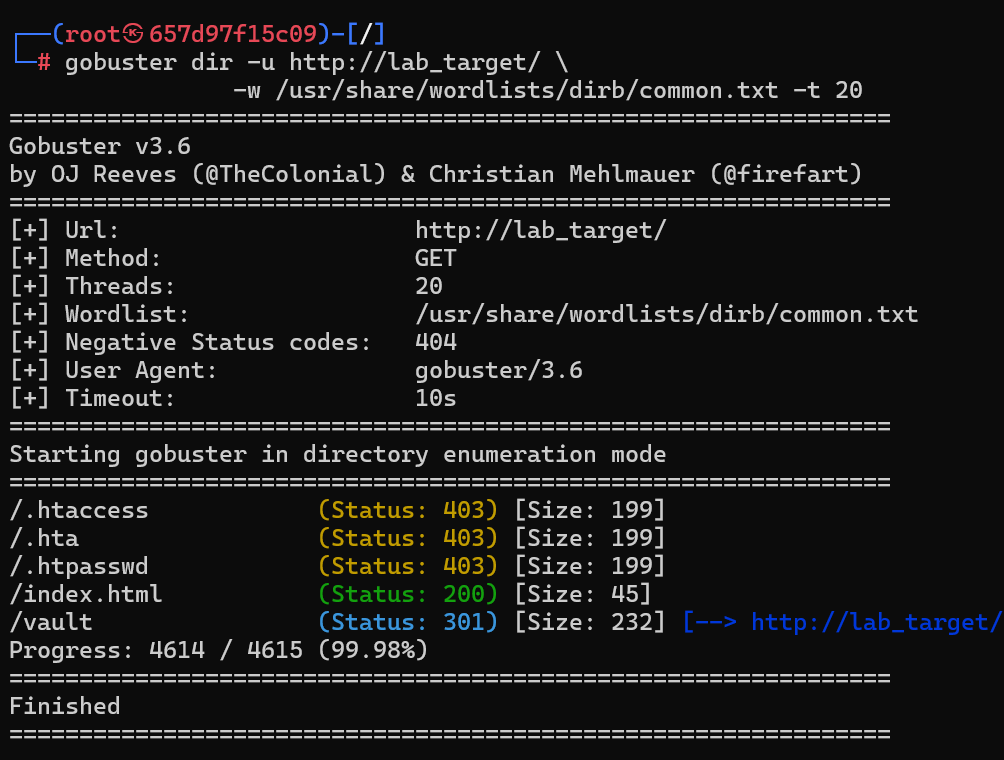 ┌──(root㉿657d97f15c09)-[/]
└─# gobuster dir -u http://lab_target/ \
                -w /usr/share/wordlists/dirb/common.txt -t 20
===============================================================
Gobuster v3.6
by OJ Reeves (@TheColonial) & Christian Mehlmauer (@firefart)
===============================================================
[+] Url:                     http://lab_target/
[+] Method:                  GET
[+] Threads:                 20
[+] Wordlist:                /usr/share/wordlists/dirb/common.txt
[+] Negative Status codes:   404
[+] User Agent:              gobuster/3.6
[+] Timeout:                 10s
===============================================================
Starting gobuster in directory enumeration mode
===============================================================
/.htaccess            (Status: 403) [Size: 199]
/.hta                 (Status: 403) [Size: 199]
/.htpasswd            (Status: 403) [Size: 199]
/index.html           (Status: 200) [Size: 45]
/vault                (Status: 301) [Size: 232] [--> http://lab_target/
Progress: 4614 / 4615 (99.98%)
===============================================================
Finished
===============================================================